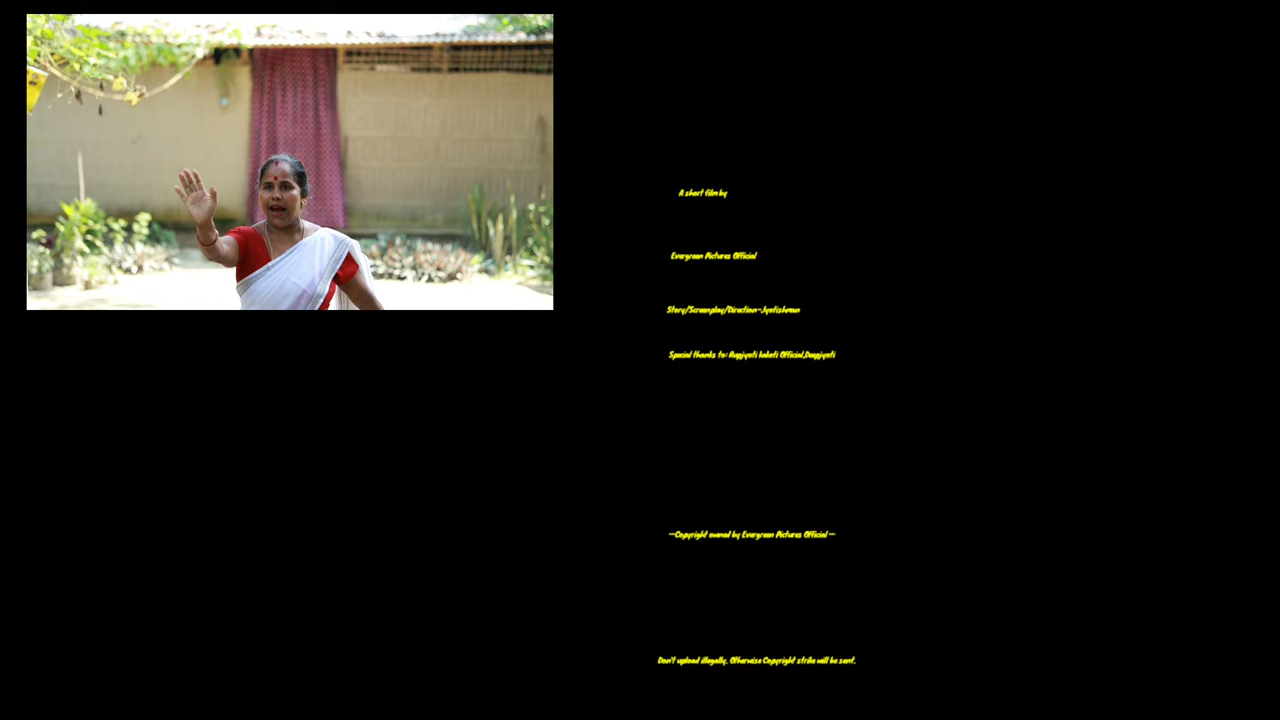 A short film by
Evergreen Pictures Official
Story/Screenplay/Direction-Jyotishman
Special thanks to: Rupjyoti kakoti Official,Deepjyoti
--Copyright owned by Evergreen Pictures Official--
Don't upload illegally, Otherwise Copyright strike will be sent.